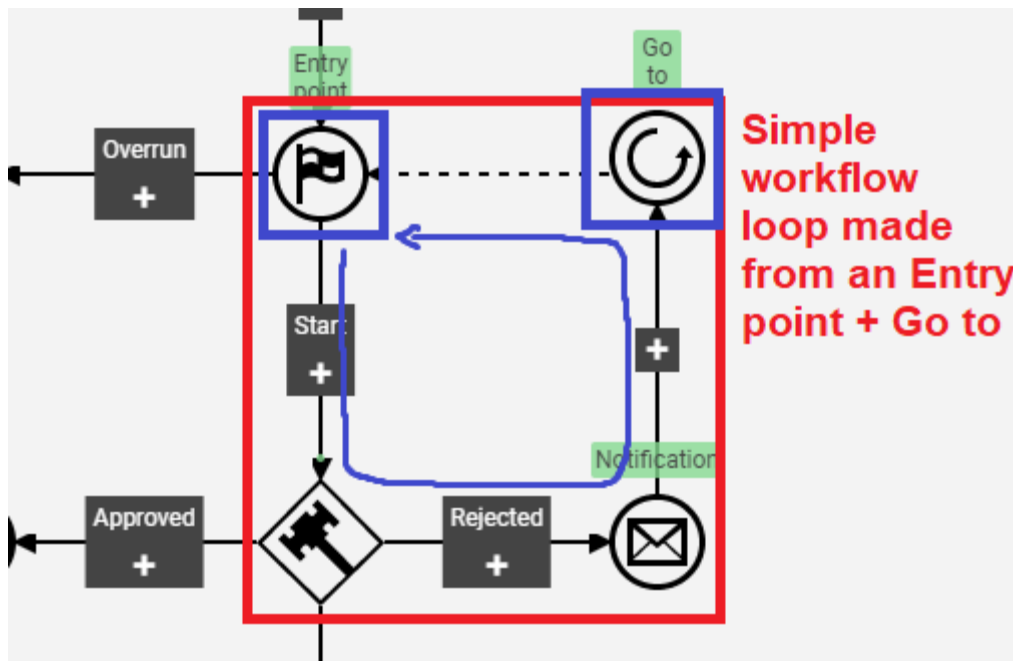 Entry
point
Go
to
Overrun
+
Simple
workflow
loop made
from an Entry
point + Go to
Start
+
+
Notification
Approved
+
Rejected
+